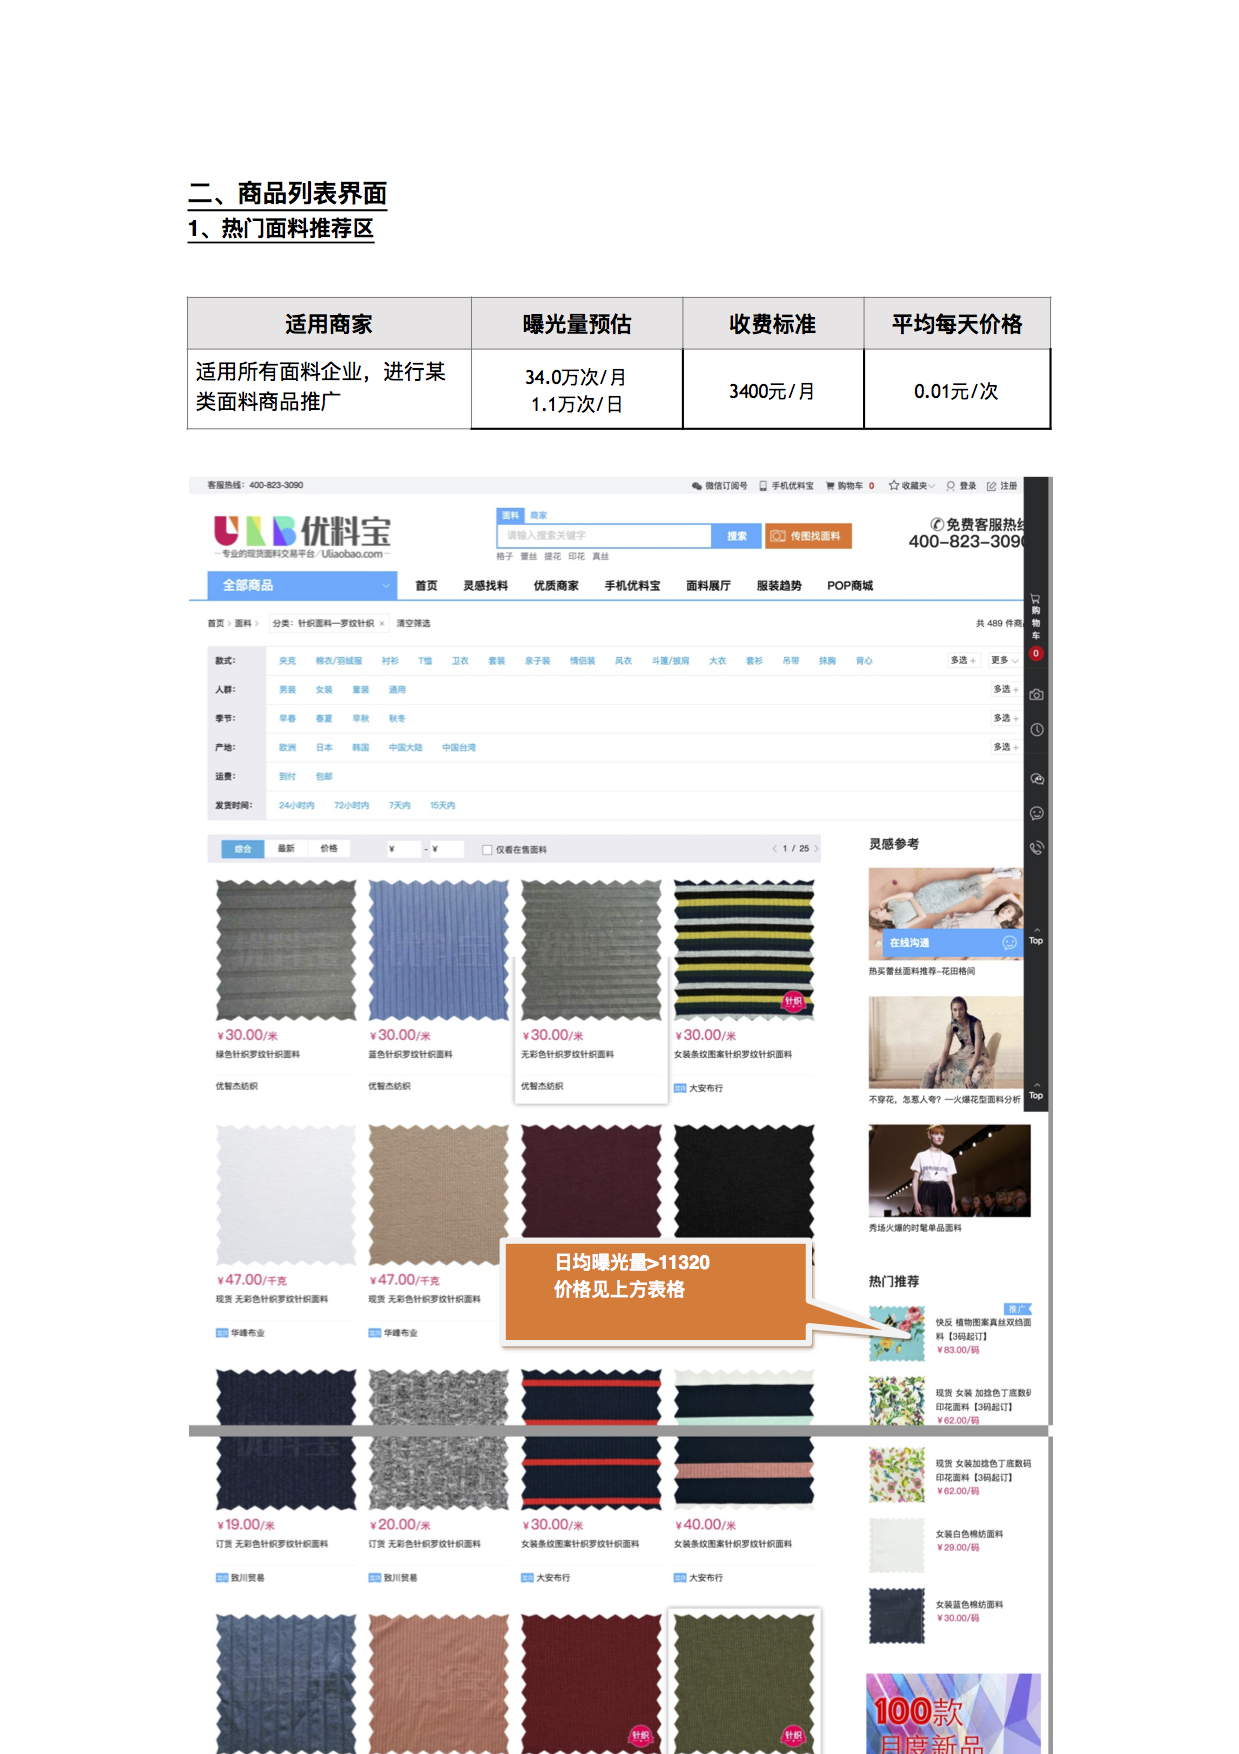 二、商品列表界面
1、热门面料推荐区
适用商家 曝光量预估 收费标准 平均每天价格
适用所有面料企业，进行某
类面料商品推广
34.0万次/月
1.1万次/日
3400元/月
0.01元/次
客服热线：400-823-3090
微信订阅号 手机优料宝 购物车 0 收藏夹 登录 注册
ULB优料宝
专业的现货面料交易平台/Uliaobao.com
面料 商家
请输入搜索关键字
搜索
传图找面料
格子 蕾丝 提花 印花 真丝
免费客服热线
400-823-3090
全部商品 首页 灵感找料 优质商家 手机优料宝 面料展厅 服装趋势 POP商城
首页 > 面料 > 分类：针织面料—罗纹针织 × 清空筛选
共 489 件商
款式： 夹克 棉衣/羽绒服 衬衫 T恤 卫衣 套装 亲子装 情侣装 风衣 斗篷/披肩 大衣 套衫 吊带 抹胸 背心 多选+ 更多
人群： 男装 女装 童装 通用 多选+
季节： 早春 春夏 早秋 秋冬 多选+
产地： 欧洲 日本 韩国 中国大陆 中国台湾 多选+
运费： 到付 包邮
发货时间： 24小时内 72小时内 7天内 15天内
购物车
0
Top
Top
综合 最新 价格 ¥ - ¥ 仅看在售面料 < 1 / 25 >
针织
¥30.00/米 ¥30.00/米 ¥30.00/米 ¥30.00/米
绿色针织罗纹针织面料 蓝色针织罗纹针织面料 无彩色针织罗纹针织面料 女装条纹图案针织罗纹针织面料
优智杰纺织 优智杰纺织 优智杰纺织 大安布行
灵感参考
在线沟通
热买蕾丝面料推荐-花田格间
不穿花，怎惹人夸？—火爆花型面料分析
秀场火爆的时髦单品面料
¥47.00/千克 ¥47.00/千克
现货 无彩色针织罗纹针织面料 现货 无彩色针织罗纹针织面料
华峰布业 华峰布业
日均曝光量>11320
价格见上方表格
热门推荐
推广
快反 植物图案真丝双绉面
料【3码起订】
¥83.00/码
现货 女装 加捻色丁底数码
印花面料【3码起订】
¥62.00/码
现货 女装加捻色丁底数码
印花面料【3码起订】
¥62.00/码
女装白色棉纺面料
¥29.00/码
女装蓝色棉纺面料
¥30.00/码
¥19.00/米 ¥20.00/米 ¥30.00/米 ¥40.00/米
订货 无彩色针织罗纹针织面料 订货 无彩色针织罗纹针织面料 女装条纹图案针织罗纹针织面料 女装条纹图案针织罗纹针织面料
致川贸易 致川贸易 大安布行 大安布行
针织
针织
100款
月度新品